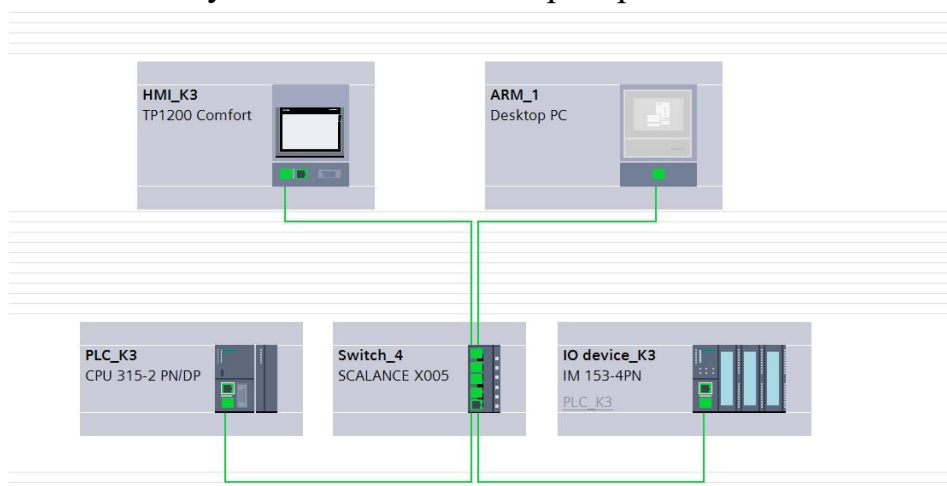 HMI_K3
TP1200 Comfort
ARM_1
Desktop PC
PLC_K3
CPU 315-2 PN/DP
Switch_4
SCALANCE X005
IO device_K3
IM 153-4PN
PLC_K3